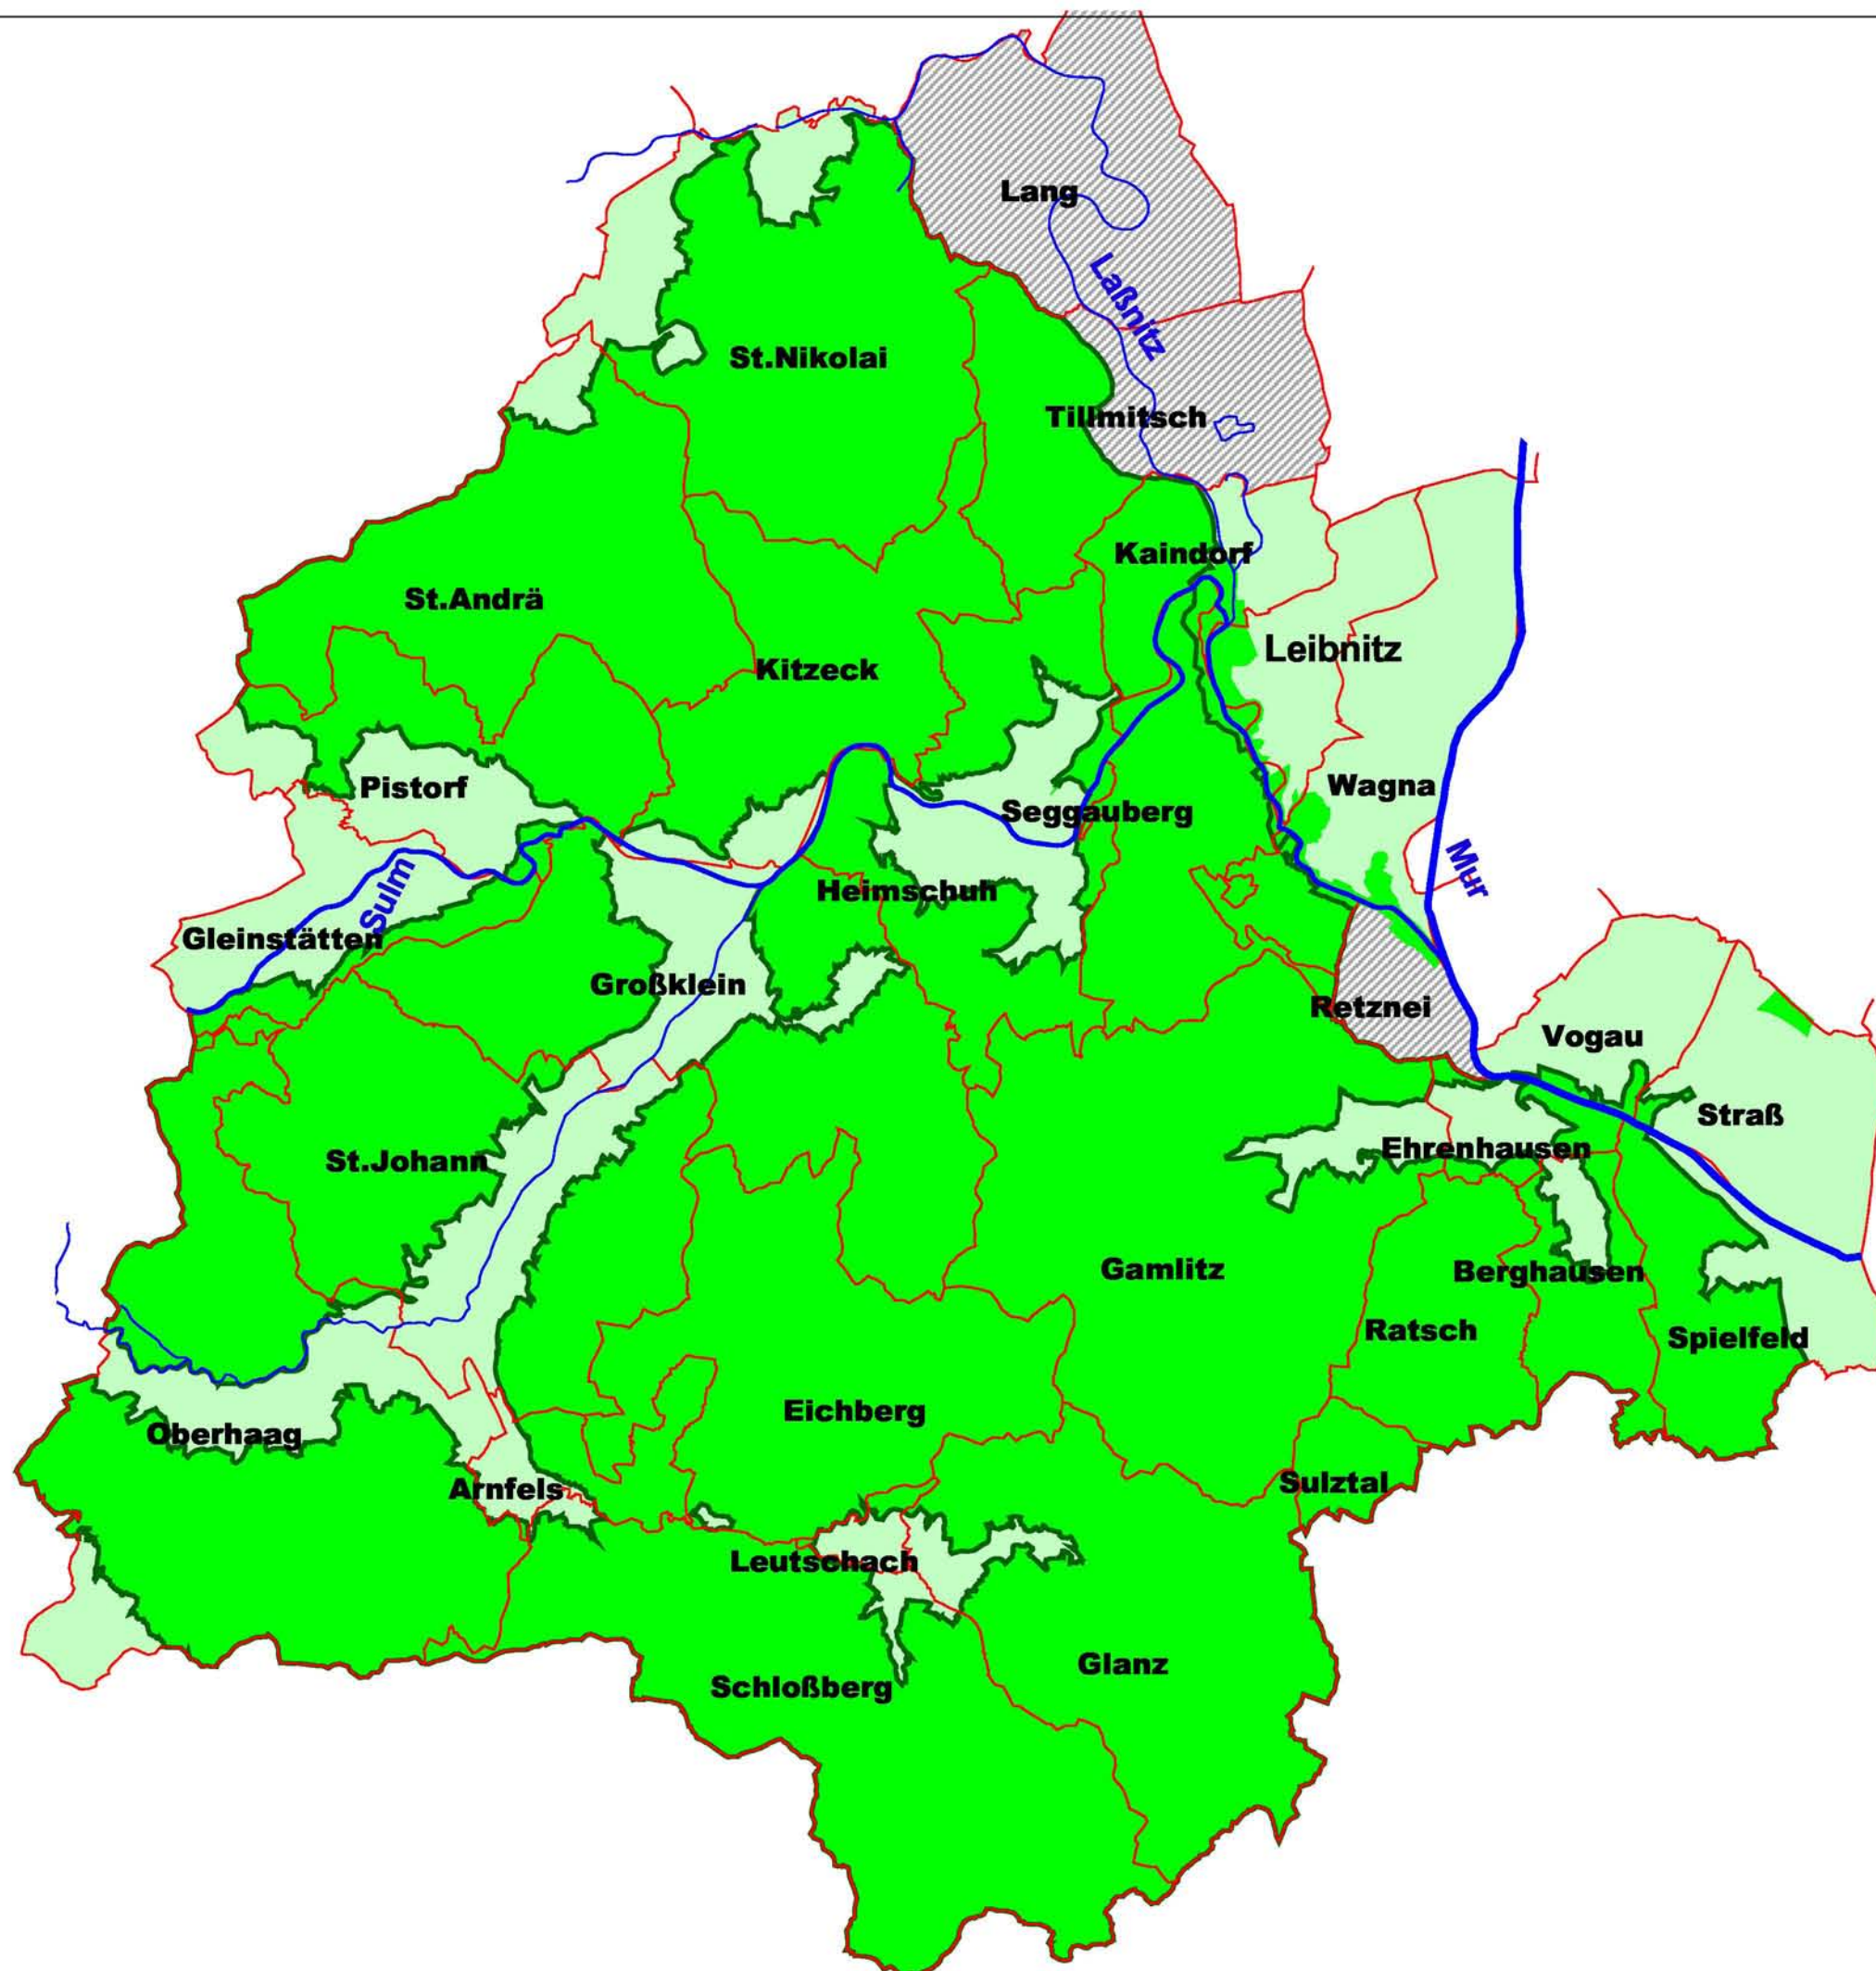 Lang
Laßnitz
St.Nikolai
Tillmitsch
Kaindorf
St.Andrä
Leibnitz
Kitzeck
Pistorf
Wagna
Seggauberg
Mur
Sulm
Heimschuh
Gleinstätten
Großklein
Retznei
Vogau
Straß
Ehrenhausen
St.Johann
Gamlitz
Berghausen
Ratsch
Spielfeld
Eichberg
Oberhaag
Sulztal
Arnfels
Leutschach
Glanz
Schloßberg